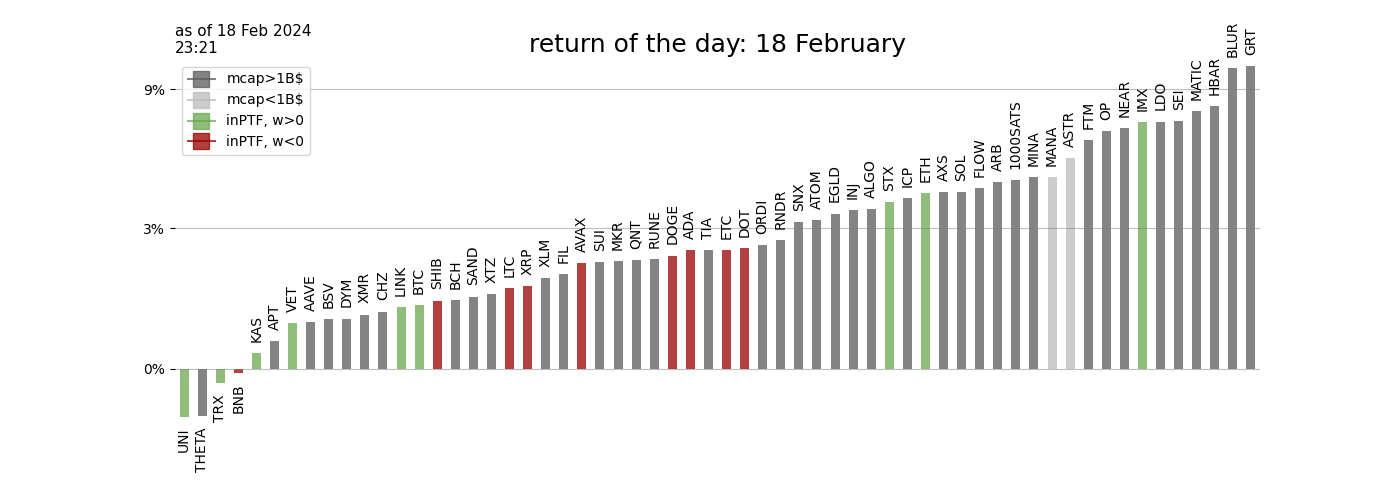 as of 18 Feb 2024
23:21
return of the day: 18 February
mcap>1B$
mcap<1B$
inPTF, w>0
inPTF, w<0
9%
3%
0%
UNI
THETA
TRX
BNB
KAS
APT
VET
AAVE
BSV
DYM
XMR
CHZ
LINK
BTC
SHIB
BCH
SAND
XTZ
LTC
XRP
XLM
FIL
AVAX
SUI
MKR
QNT
RUNE
DOGE
ADA
TIA
ETC
DOT
ORDI
RNDR
SNX
ATOM
EGLD
INJ
ALGO
STX
ICP
ETH
AXS
SOL
FLOW
ARB
1000SATS
MINA
MANA
ASTR
FTM
OP
NEAR
IMX
LDO
SEI
MATIC
HBAR
BLUR
GRT